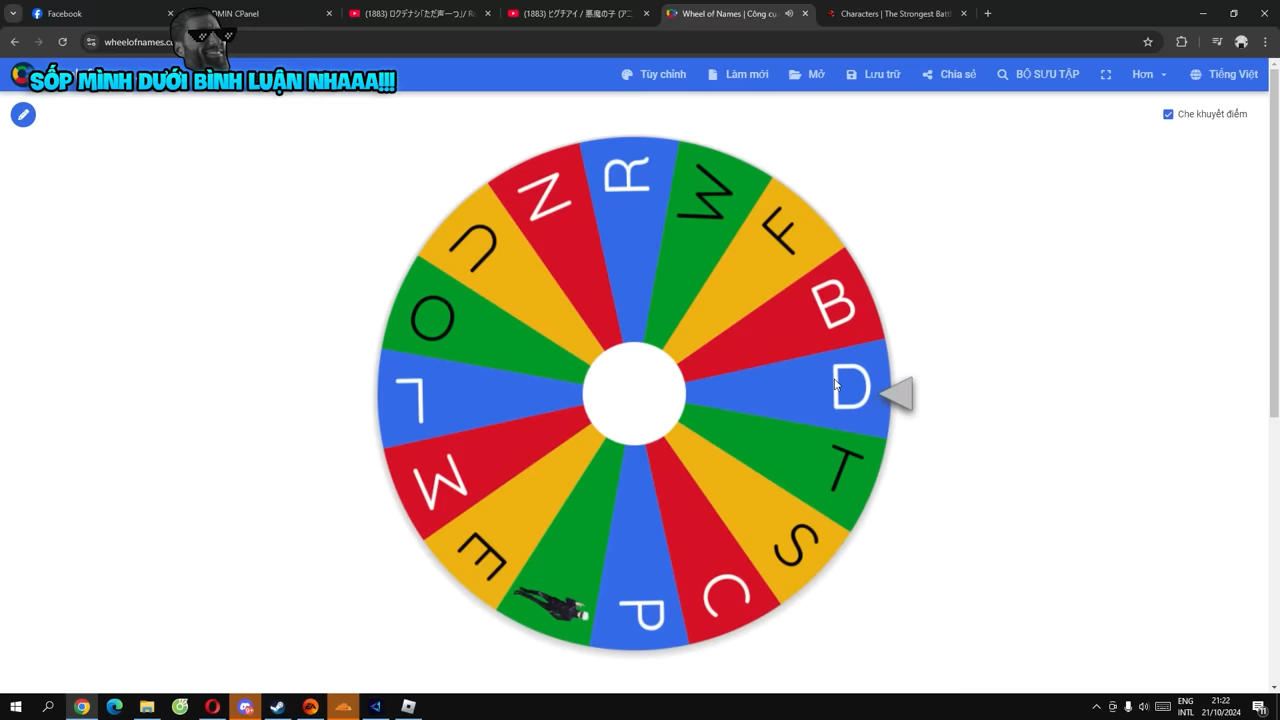 Facebook
DMIN CPanel
(1883) ロクデナシ「ただ声一つ」/ R
(1883) ヒグチアイ / 悪魔の子 (アニ
Wheel of Names | Công cụ
Characters | The Strongest Battl
wheelofnames.c
SỐP MÌNH DƯỚI BÌNH LUẬN NHAAA!!!
Tùy chỉnh
Làm mới
Mở
Lưu trữ
Chia sẻ
BỘ SƯU TẬP
Hơn
Tiếng Việt
Che khuyết điểm
R
W
F
B
D
T
S
C
P
E
M
L
O
U
N
ENG
INTL
21:22
21/10/2024